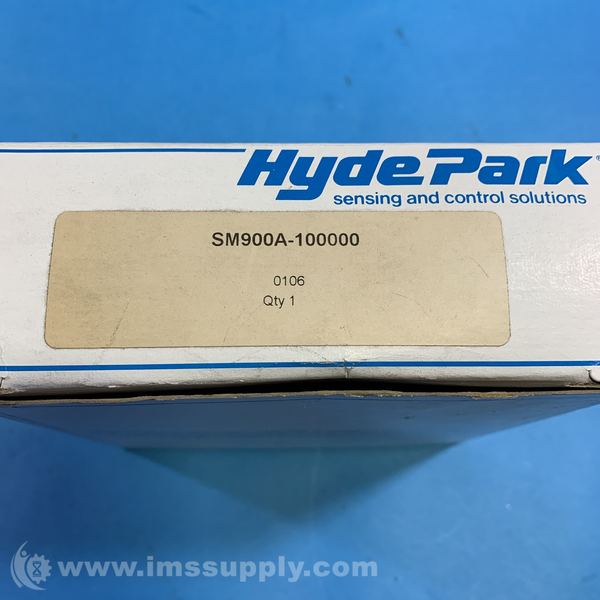 HydePark®
sensing and control solutions
SM900A-100000
0106
Qty 1
www.imssupply.com